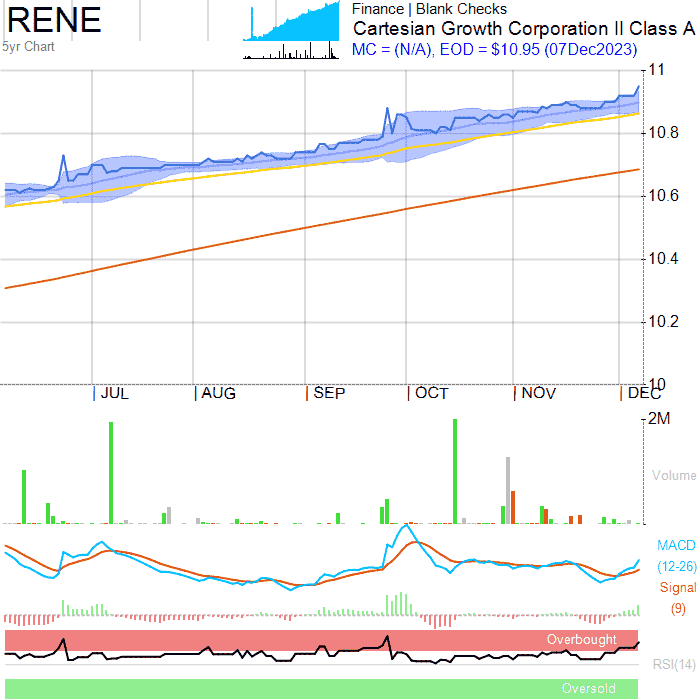 RENE
5yr Chart
Finance | Blank Checks
Cartesian Growth Corporation II Class A
MC = (N/A), EOD = $10.95 (07Dec2023)
11
10.8
10.6
10.4
10.2
10
JUL AUG SEP OCT NOV DEC
2M
Volume
MACD
(12-26)
Signal
(9)
Overbought
RSI(14)
Oversold